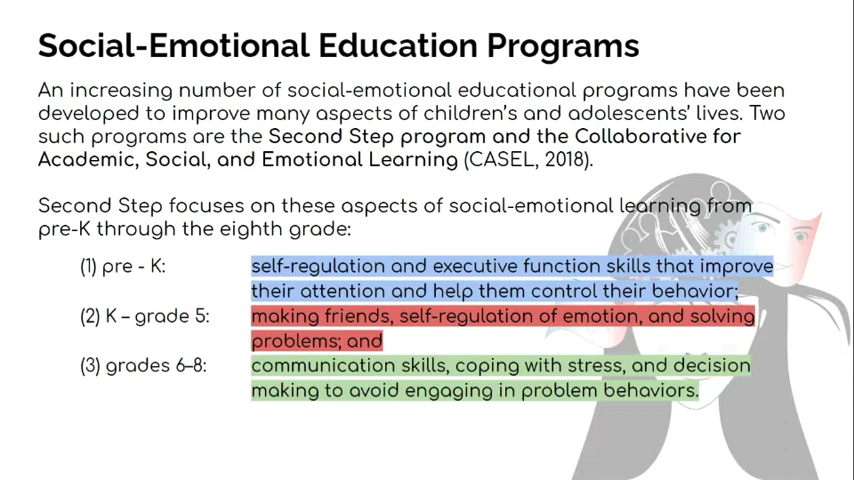 Social-Emotional Education Programs
An increasing number of social-emotional educational programs have been
developed to improve many aspects of children's and adolescents' lives. Two
such programs are the Second Step program and the Collaborative for
Academic, Social, and Emotional Learning (CASEL, 2018).
Second Step focuses on these aspects of social-emotional learning from
pre-K through the eighth grade:
(1) pre - K: self-regulation and executive function skills that improve
their attention and help them control their behavior;
(2) K – grade 5: making friends, self-regulation of emotion, and solving
problems; and
(3) grades 6–8: communication skills, coping with stress, and decision
making to avoid engaging in problem behaviors.